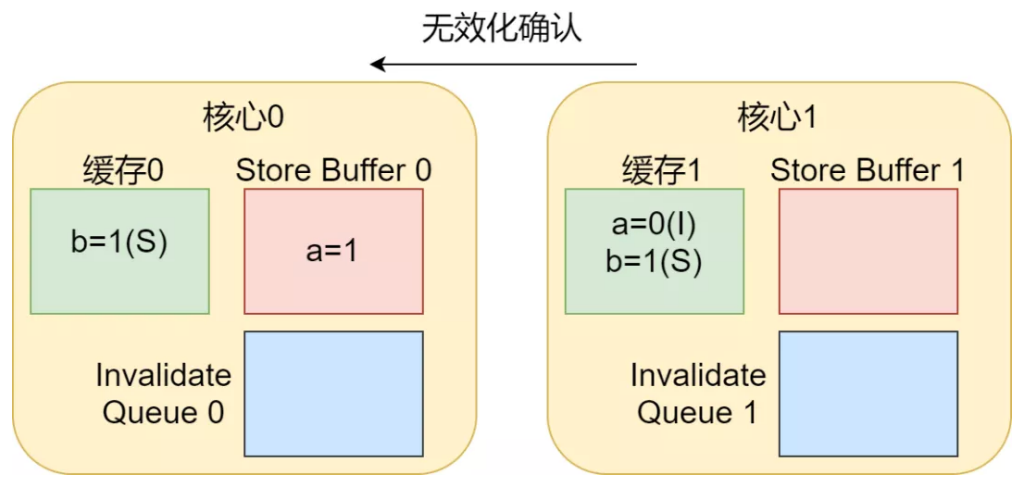 无效化确认
核心0
缓存0
Store Buffer 0
b=1(S)
a=1
Invalidate
Queue 0
核心1
缓存1
Store Buffer 1
a=0(I)
b=1(S)
Invalidate
Queue 1